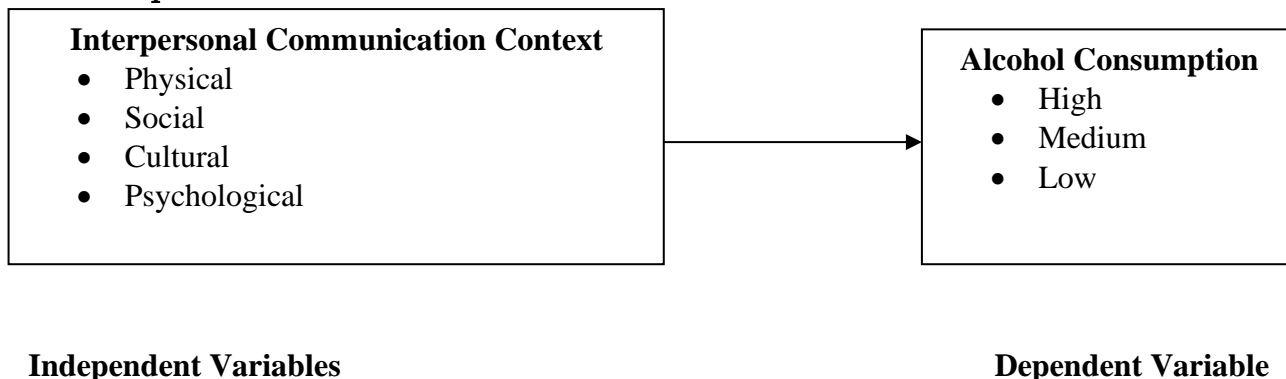 Interpersonal Communication Context
• Physical
• Social
• Cultural
• Psychological
Alcohol Consumption
• High
• Medium
• Low
Independent Variables
Dependent Variable